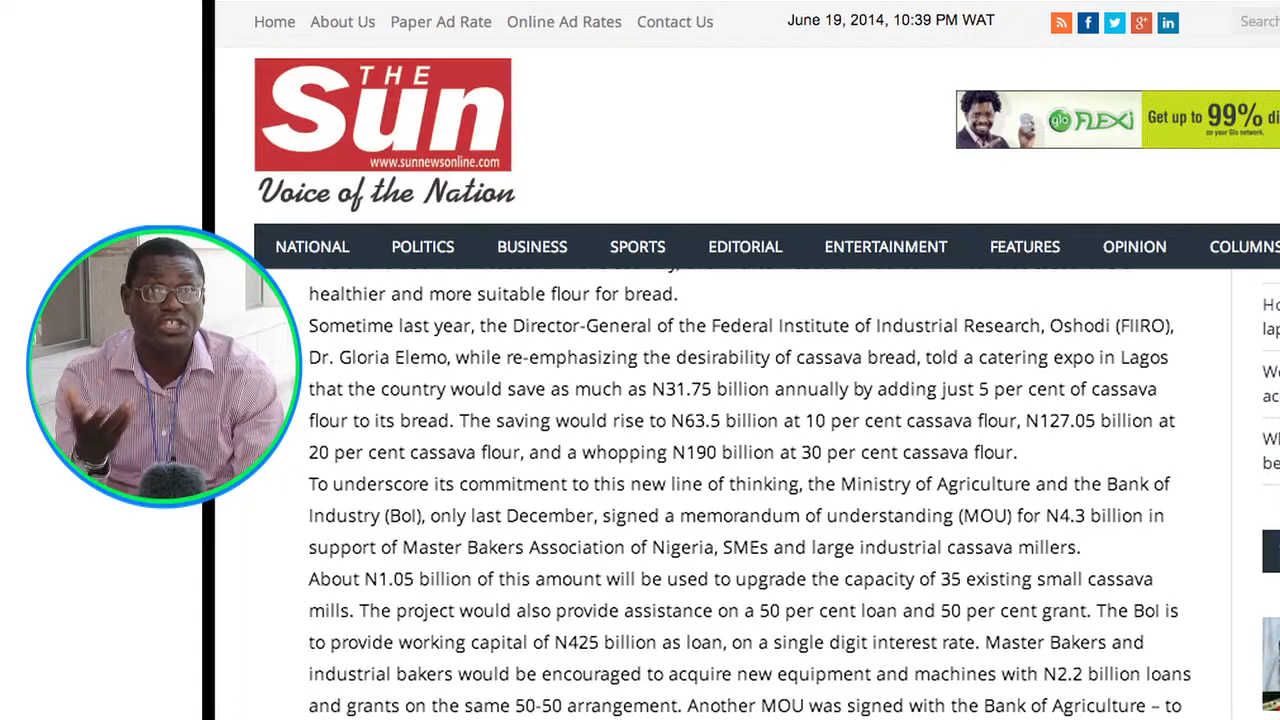 Home About Us Paper Ad Rate Online Ad Rates Contact Us June 19, 2014, 10:39 PM WAT Search
THE
Sun
www.sunnewsonline.com
Voice of the Nation
glo FLEXi Get up to 99% di
on your Glo network.
NATIONAL POLITICS BUSINESS SPORTS EDITORIAL ENTERTAINMENT FEATURES OPINION COLUMNS
healthier and more suitable flour for bread.
Sometime last year, the Director-General of the Federal Institute of Industrial Research, Oshodi (FIIRO),
Dr. Gloria Elemo, while re-emphasizing the desirability of cassava bread, told a catering expo in Lagos
that the country would save as much as N31.75 billion annually by adding just 5 per cent of cassava
flour to its bread. The saving would rise to N63.5 billion at 10 per cent cassava flour, N127.05 billion at
20 per cent cassava flour, and a whopping N190 billion at 30 per cent cassava flour.
To underscore its commitment to this new line of thinking, the Ministry of Agriculture and the Bank of
Industry (BoI), only last December, signed a memorandum of understanding (MOU) for N4.3 billion in
support of Master Bakers Association of Nigeria, SMEs and large industrial cassava millers.
About N1.05 billion of this amount will be used to upgrade the capacity of 35 existing small cassava
mills. The project would also provide assistance on a 50 per cent loan and 50 per cent grant. The BoI is
to provide working capital of N425 billion as loan, on a single digit interest rate. Master Bakers and
industrial bakers would be encouraged to acquire new equipment and machines with N2.2 billion loans
and grants on the same 50-50 arrangement. Another MOU was signed with the Bank of Agriculture – to